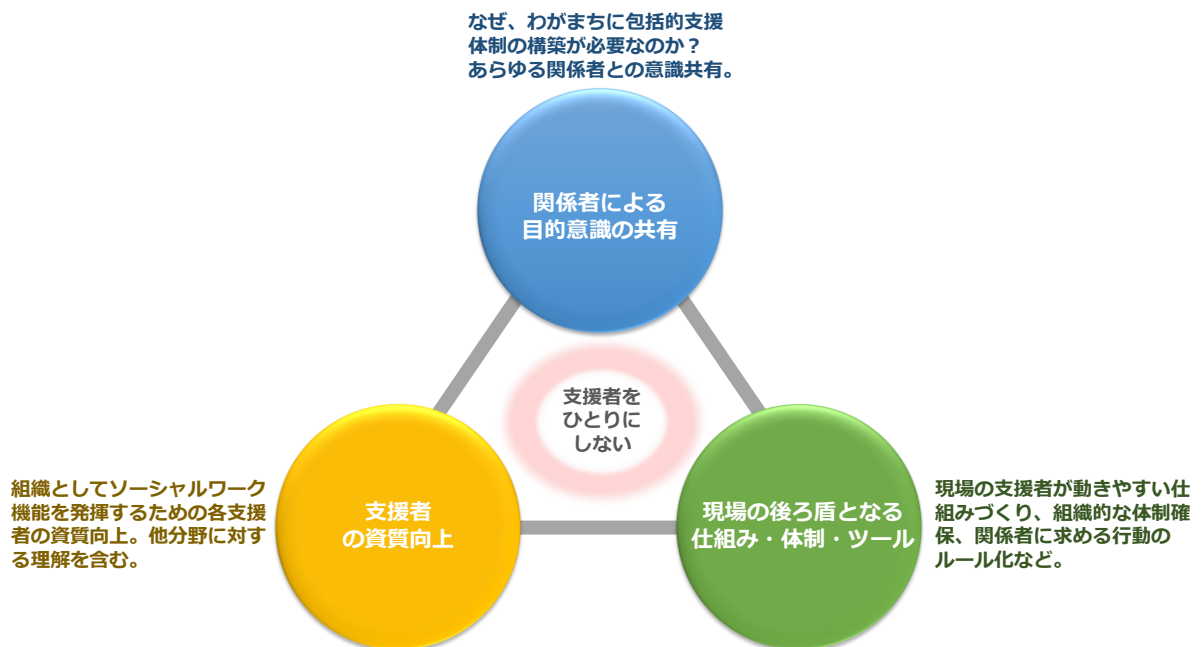 なぜ、わがまちに包括的支援
体制の構築が必要なのか？
あらゆる関係者との意識共有。
関係者による
目的意識の共有
支援者を
ひとりに
しない
組織としてソーシャルワーク
機能を発揮するための各支援
者の資質向上。他分野に対す
る理解を含む。
支援者
の資質向上
現場の後ろ盾となる
仕組み・体制・ツール
現場の支援者が動きやすい仕
組みづくり、組織的な体制確
保、関係者に求める行動の
ルール化など。